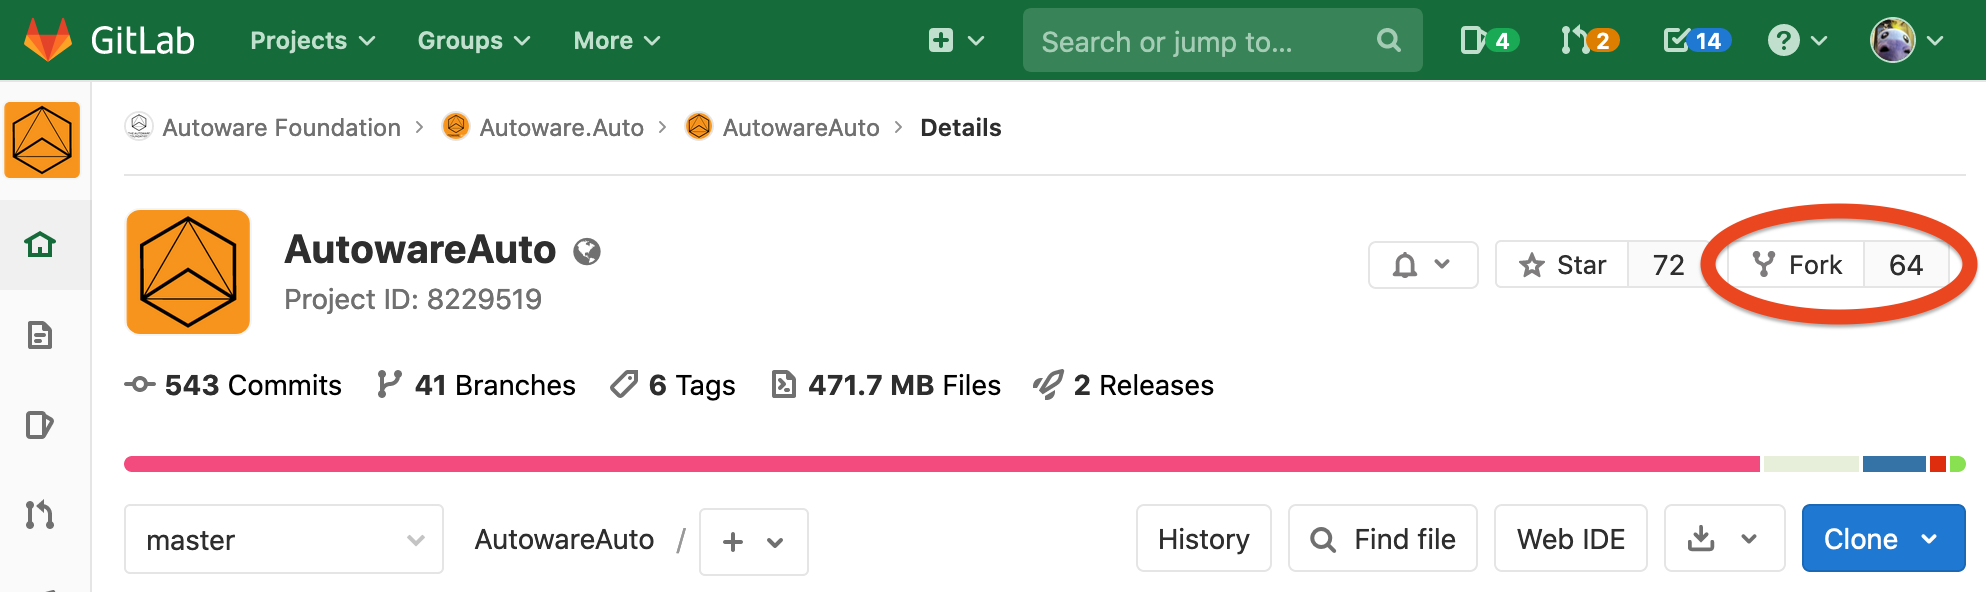 GitLab Projects Groups More Search or jump to... 4 2 14
Autoware Foundation > Autoware.Auto > AutowareAuto > Details
AutowareAuto
Project ID: 8229519
Star 72 Fork 64
543 Commits 41 Branches 6 Tags 471.7 MB Files 2 Releases
master AutowareAuto / + History Find file Web IDE Clone